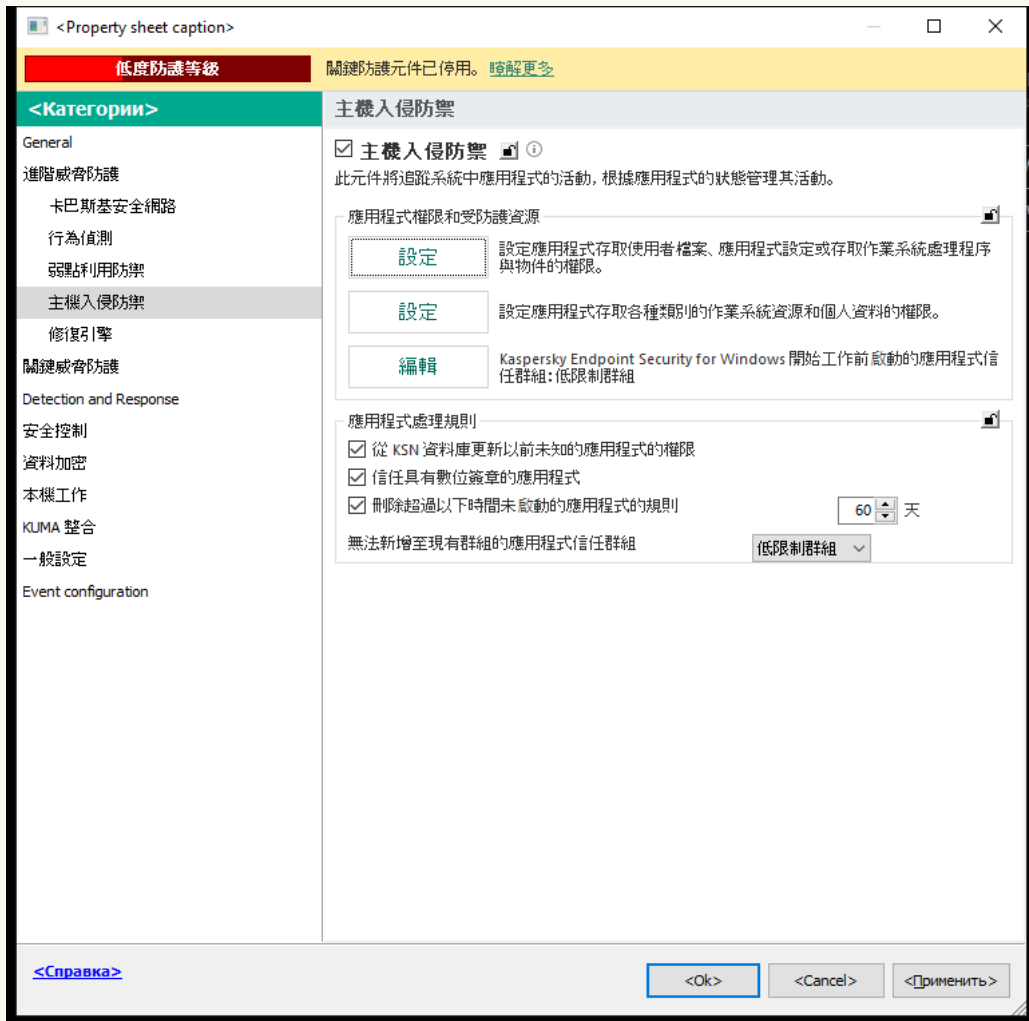 <Property sheet caption>
低度防護等級
關鍵防護元件已停用。 瞭解更多
<Категории>
General
進階威脅防護
卡巴斯基安全網路
行為偵測
弱點利用防禦
主機入侵防禦
修復引擎
關鍵威脅防護
Detection and Response
安全控制
資料加密
本機工作
KUMA 整合
一般設定
Event configuration
主機入侵防禦
主機入侵防禦
此元件將追蹤系統中應用程式的活動, 根據應用程式的狀態管理其活動。
應用程式權限和受防護資源
設定
設定應用程式存取使用者檔案、應用程式設定或存取作業系統處理程序
與物件的權限。
設定
設定應用程式存取各種類別的作業系統資源和個人資料的權限。
編輯
Kaspersky Endpoint Security for Windows 開始工作前啟動的應用程式信
任群組: 低限制群組
應用程式處理規則
從 KSN 資料庫更新以前未知的應用程式的權限
信任具有數位簽章的應用程式
刪除超過以下時間未啟動的應用程式的規則
60 天
無法新增至現有群組的應用程式信任群組
低限制群組
<Справка>
<Ok>
<Cancel>
<Применить>